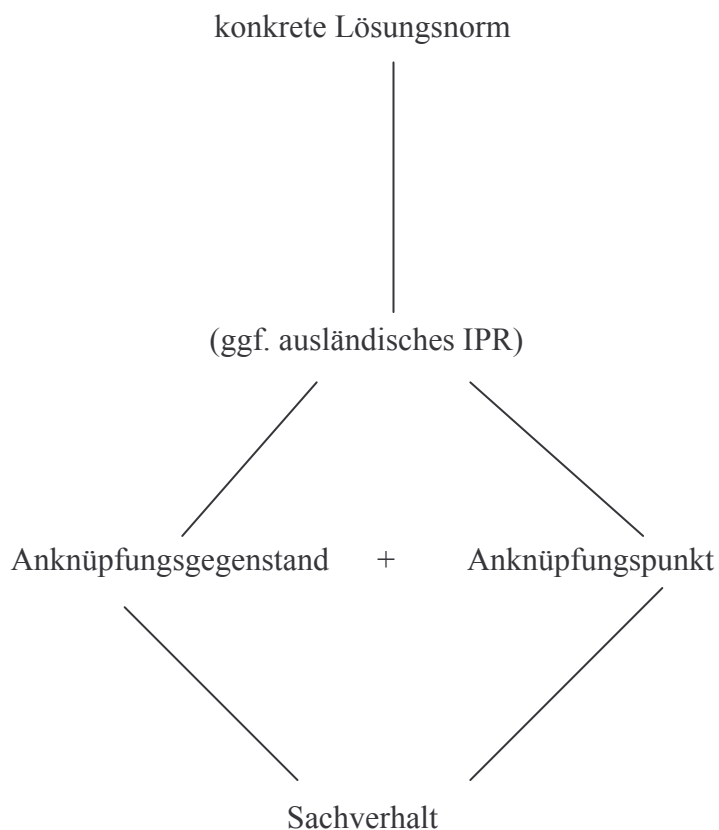 konkrete Lösungsnorm
(ggf. ausländisches IPR)
Anknüpfungsgegenstand + Anknüpfungspunkt
Sachverhalt